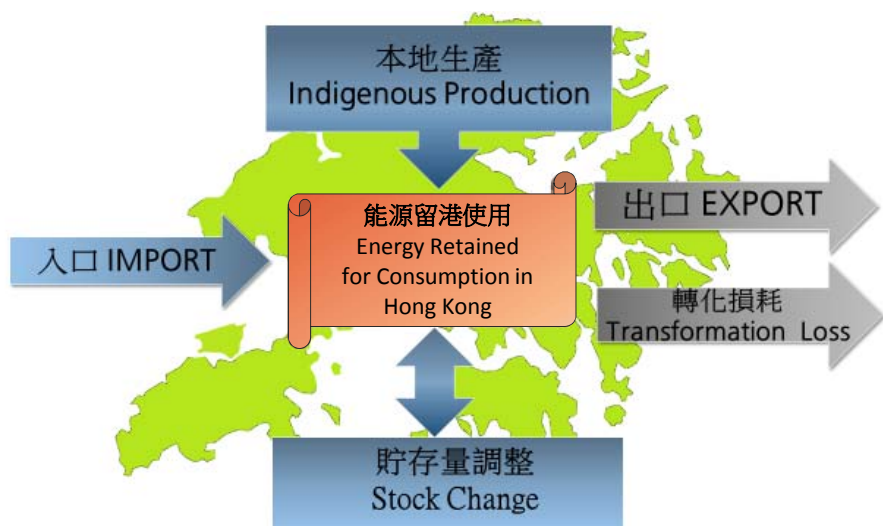 本地生產
Indigenous Production
能源留港使用
Energy Retained
for Consumption in
Hong Kong
入口 IMPORT
出口 EXPORT
轉化損耗
Transformation Loss
貯存量調整
Stock Change